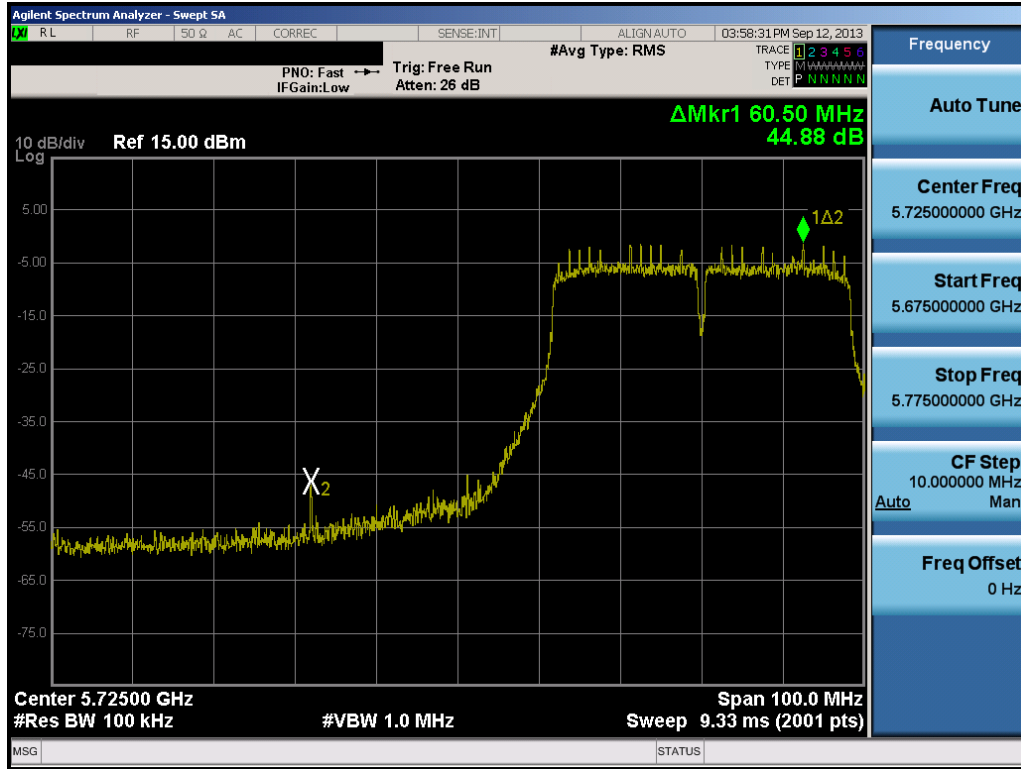 Agilent Spectrum Analyzer - Swept SA
LXI RL RF 50 Ω AC CORREC SENSE:INT ALIGN AUTO 03:58:31 PM Sep 12, 2013
#Avg Type: RMS TRACE 1 2 3 4 5 6
PNO: Fast Trig: Free Run TYPE M WWWWW
IFGain:Low Atten: 26 dB DET P N N N N N
Frequency
ΔMkr1 60.50 MHz
44.88 dB
10 dB/div Ref 15.00 dBm
Log
5.00
-5.00
-15.0
-25.0
-35.0
-45.0
-55.0
-65.0
-75.0
1Δ2
X2
Center 5.72500 GHz Span 100.0 MHz
#Res BW 100 kHz #VBW 1.0 MHz Sweep 9.33 ms (2001 pts)
MSG STATUS
Auto Tune
Center Freq
5.725000000 GHz
Start Freq
5.675000000 GHz
Stop Freq
5.775000000 GHz
CF Step
10.000000 MHz
Auto Man
Freq Offset
0 Hz